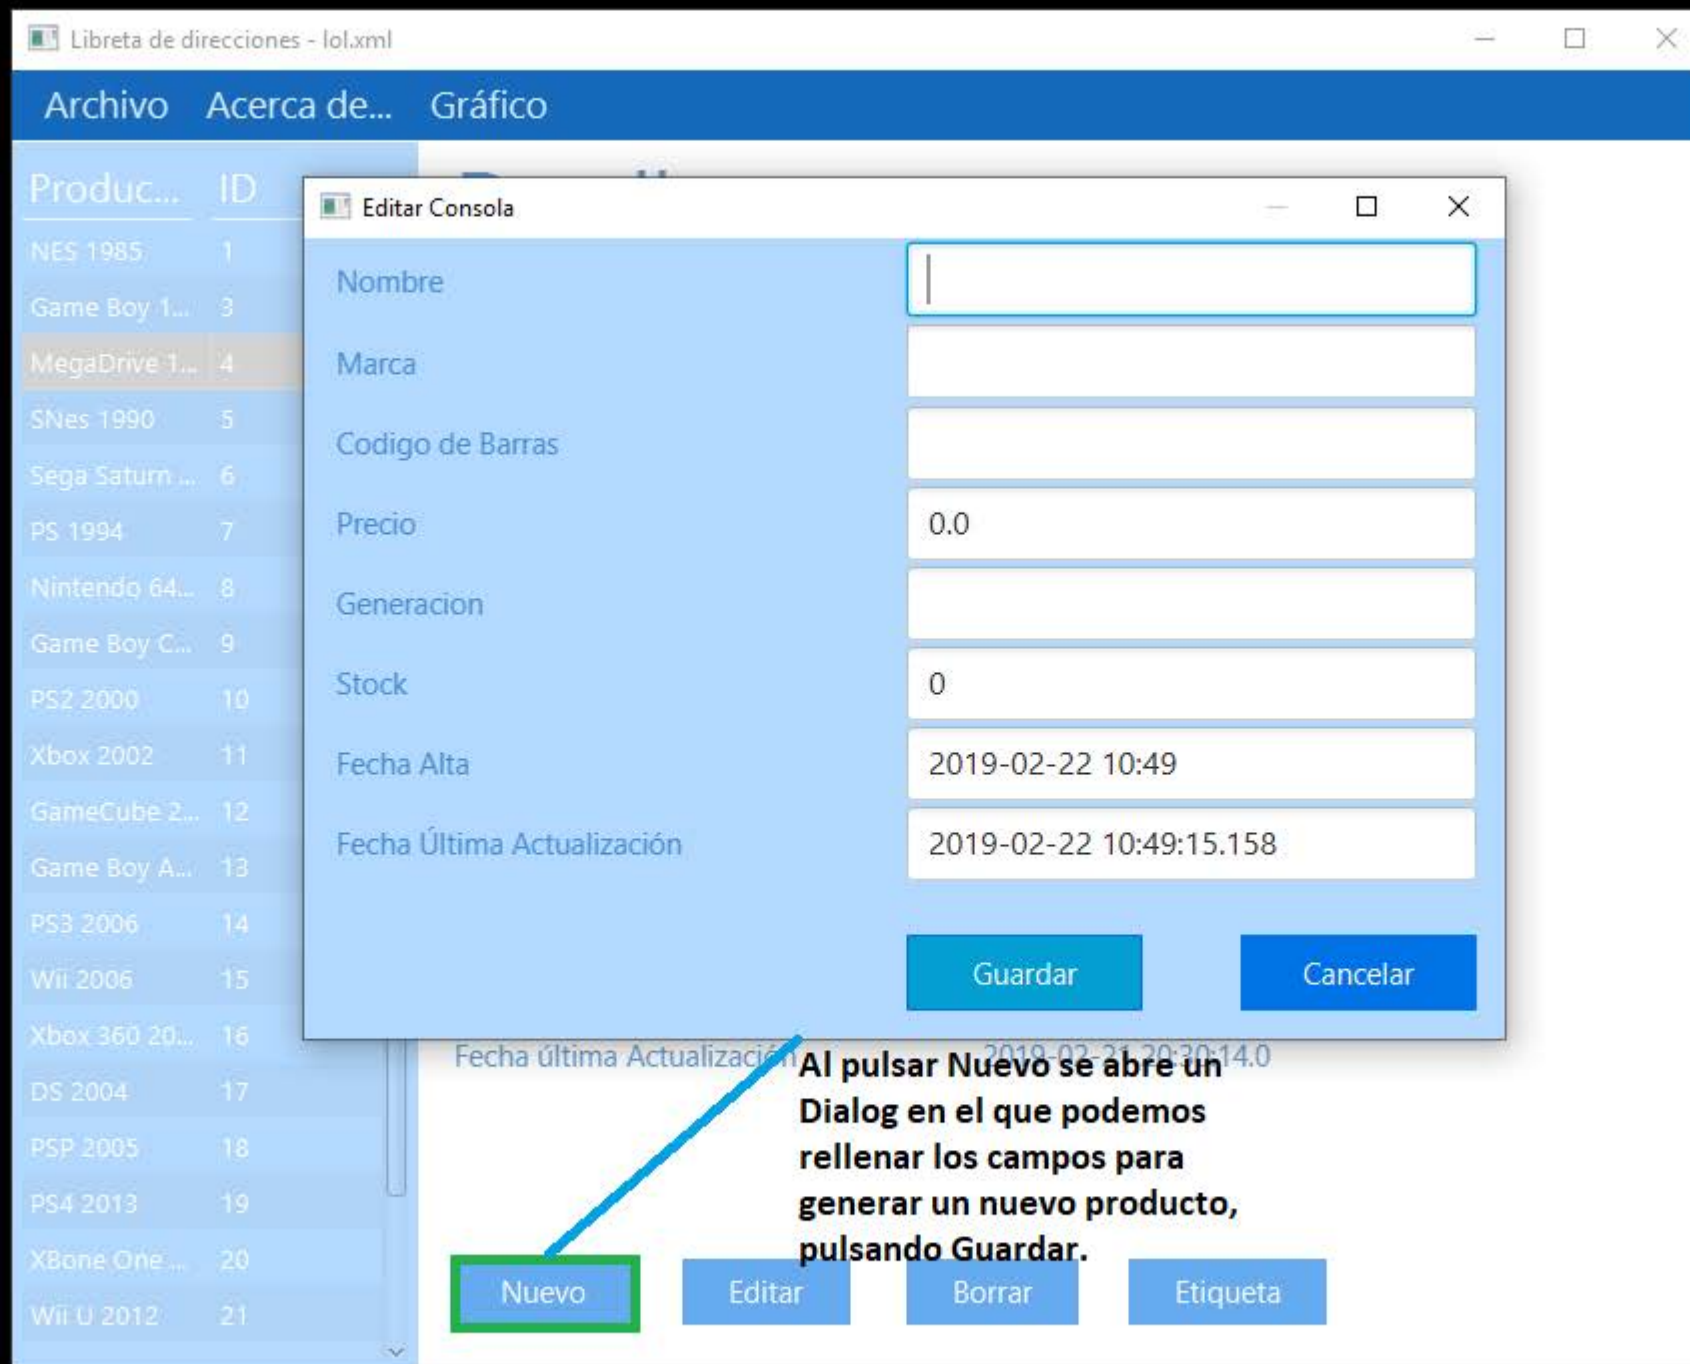 Libreta de direcciones - lol.xml
Archivo Acerca de... Gráfico
Produc... ID
NES 1985 1
Game Boy 1... 3
MegaDrive 1... 4
SNes 1990 5
Sega Saturn ... 6
PS 1994 7
Nintendo 64... 8
Game Boy C... 9
PS2 2000 10
Xbox 2002 11
GameCube 2... 12
Game Boy A... 13
PS3 2006 14
Wii 2006 15
Xbox 360 20... 16
DS 2004 17
PSP 2005 18
PS4 2013 19
XBone One ... 20
Wii U 2012 21
Editar Consola
Nombre
Marca
Codigo de Barras
Precio 0.0
Generacion
Stock 0
Fecha Alta 2019-02-22 10:49
Fecha Última Actualización 2019-02-22 10:49:15.158
Guardar Cancelar
Fecha última Actualización 2019-02-21 20:30:14.0
Al pulsar Nuevo se abre un
Dialog en el que podemos
rellenar los campos para
generar un nuevo producto,
pulsando Guardar.
Nuevo Editar Borrar Etiqueta